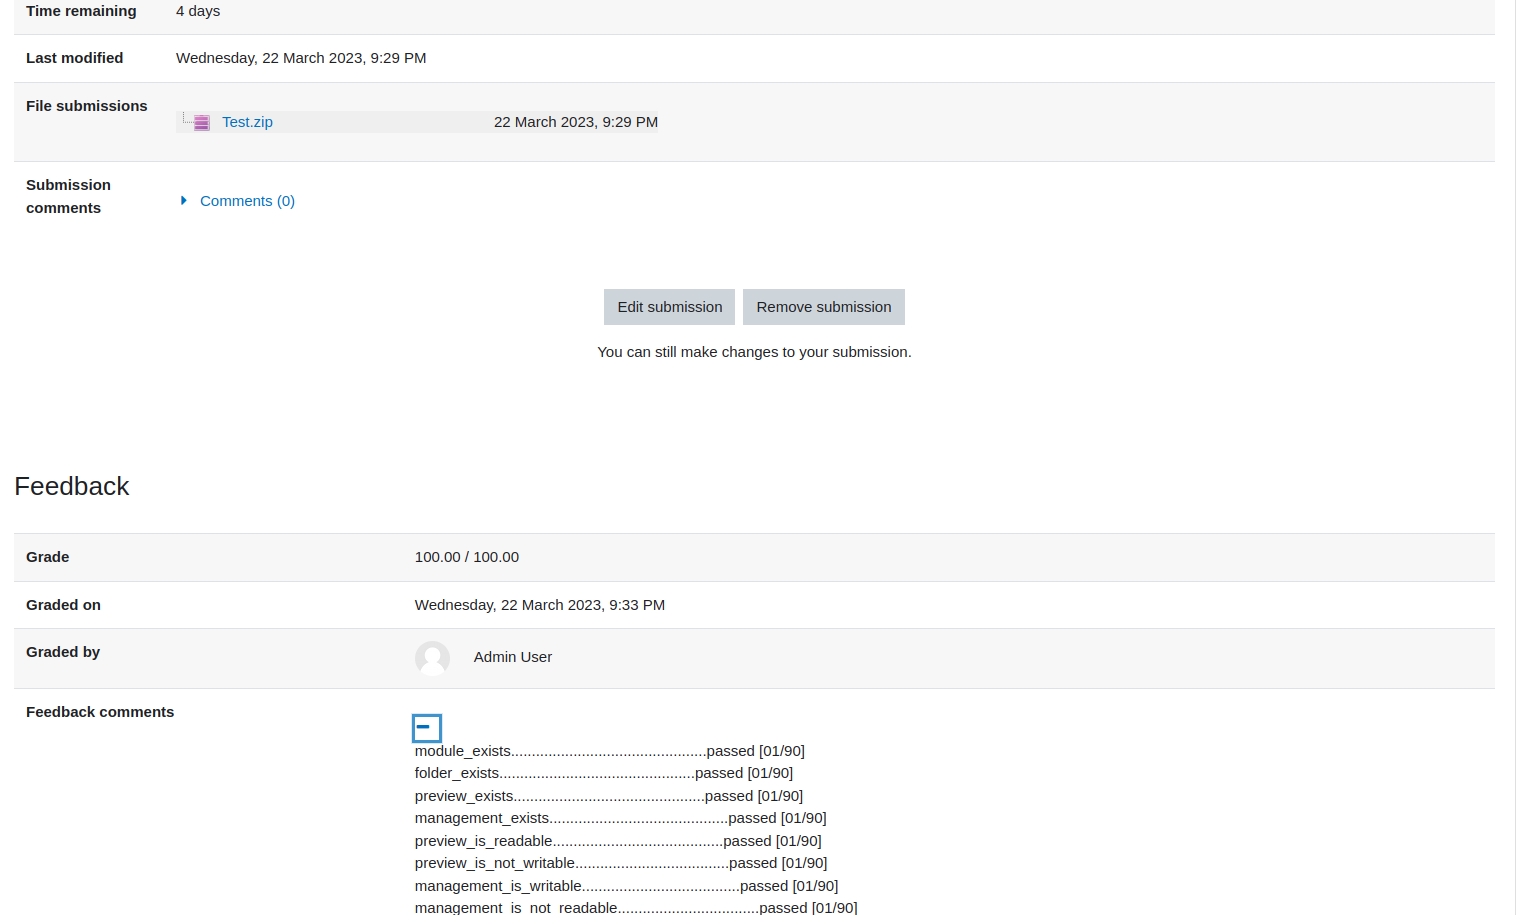 Time remaining 4 days
Last modified Wednesday, 22 March 2023, 9:29 PM
File submissions
Test.zip 22 March 2023, 9:29 PM
Submission comments
Comments (0)
Edit submission Remove submission
You can still make changes to your submission.
Feedback
Grade 100.00 / 100.00
Graded on Wednesday, 22 March 2023, 9:33 PM
Graded by Admin User
Feedback comments
module_exists...............................................passed [01/90]
folder_exists...............................................passed [01/90]
preview_exists..............................................passed [01/90]
management_exists...........................................passed [01/90]
preview_is_readable.........................................passed [01/90]
preview_is_not_writable.....................................passed [01/90]
management_is_writable......................................passed [01/90]
management_is_not_readable..................................passed [01/90]